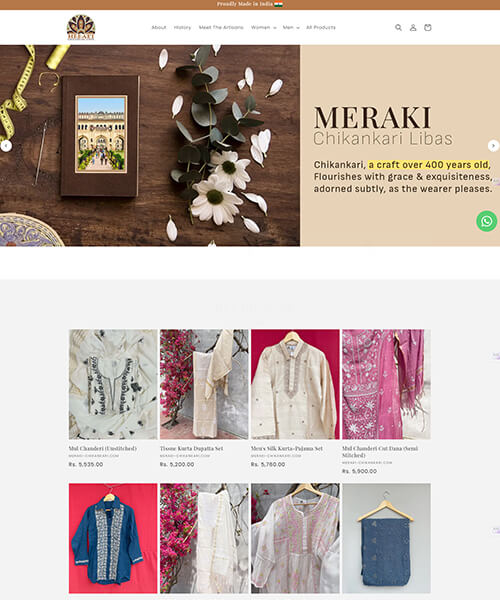 Proudly Made in India 🇮🇳
MERAKI
About History Meet The Artisans Women Men All Products
MERAKI
Chikankari Libas
Chikankari, a craft over 400 years old,
Flourishes with grace & exquisiteness,
adorned subtly, as the wearer pleases.
Mul Chanderi (Unstitched)
MERAKI-CHIKANKARI.COM
Rs. 5,535.00
Tissue Kurta Dupatta Set
MERAKI-CHIKANKARI.COM
Rs. 5,200.00
Men's Silk Kurta-Pajama Set
MERAKI-CHIKANKARI.COM
Rs. 5,760.00
Mul Chanderi Cut Dana (Semi
Stitched)
MERAKI-CHIKANKARI.COM
Rs. 5,900.00